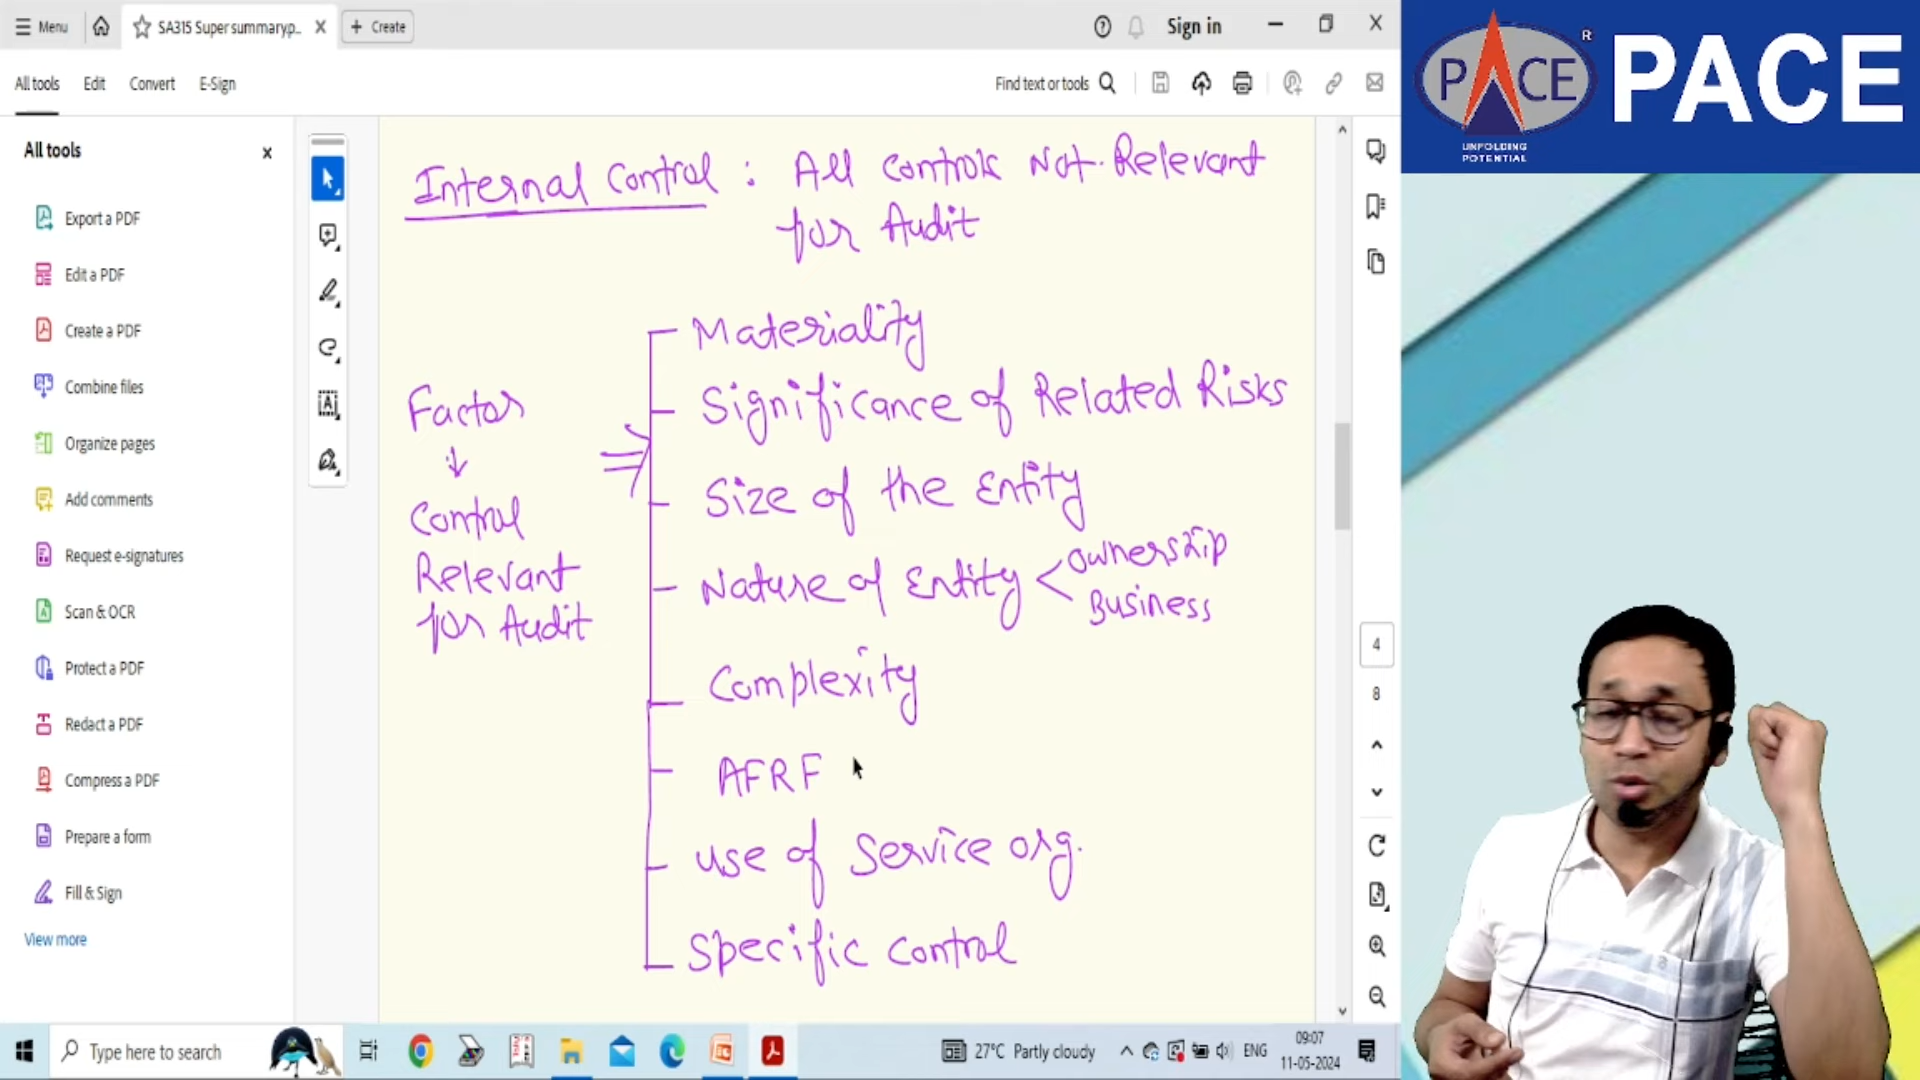 Menu
SA315 Super summary.p..
Create
Sign in
All tools
Edit
Convert
E-Sign
Find text or tools
All tools
Export a PDF
Edit a PDF
Create a PDF
Combine files
Organize pages
Add comments
Request e-signatures
Scan & OCR
Protect a PDF
Redact a PDF
Compress a PDF
Prepare a form
Fill & Sign
View more
Internal Control : All Controls Not Relevant
for Audit
Factor
↓
Control
Relevant
for Audit
Materiality
Significance of Related Risks
Size of the Entity
Nature of Entity < Ownership
Business
Complexity
AFRF
Use of Service org.
Specific Control
4
8
PACE
UNFOLDING
POTENTIAL
PACE
Type here to search
27°C Partly cloudy
ENG
09:07
11-05-2024